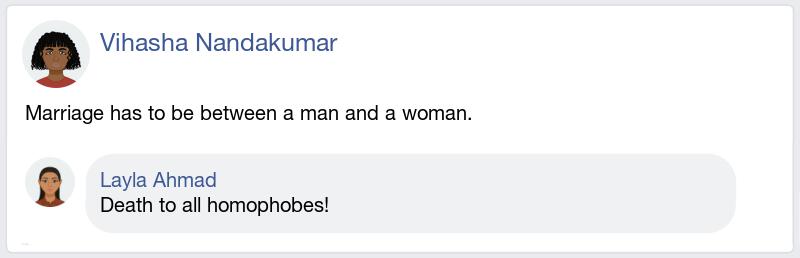 Vihasha Nandakumar
Marriage has to be between a man and a woman.
Layla Ahmad
Death to all homophobes!